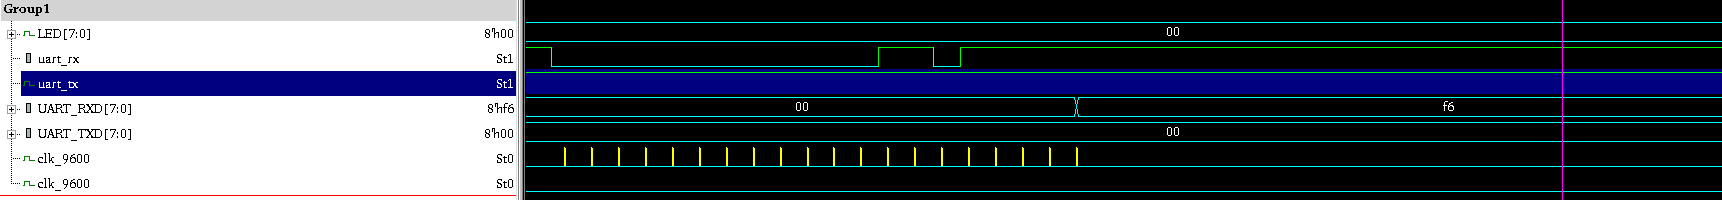 Group1
LED[7:0] 8'h00 00
uart_rx St1
uart_tx St1
UART_RXD[7:0] 8'hf6 00 f6
UART_TXD[7:0] 8'h00 00
clk_9600 St0
clk_9600 St0